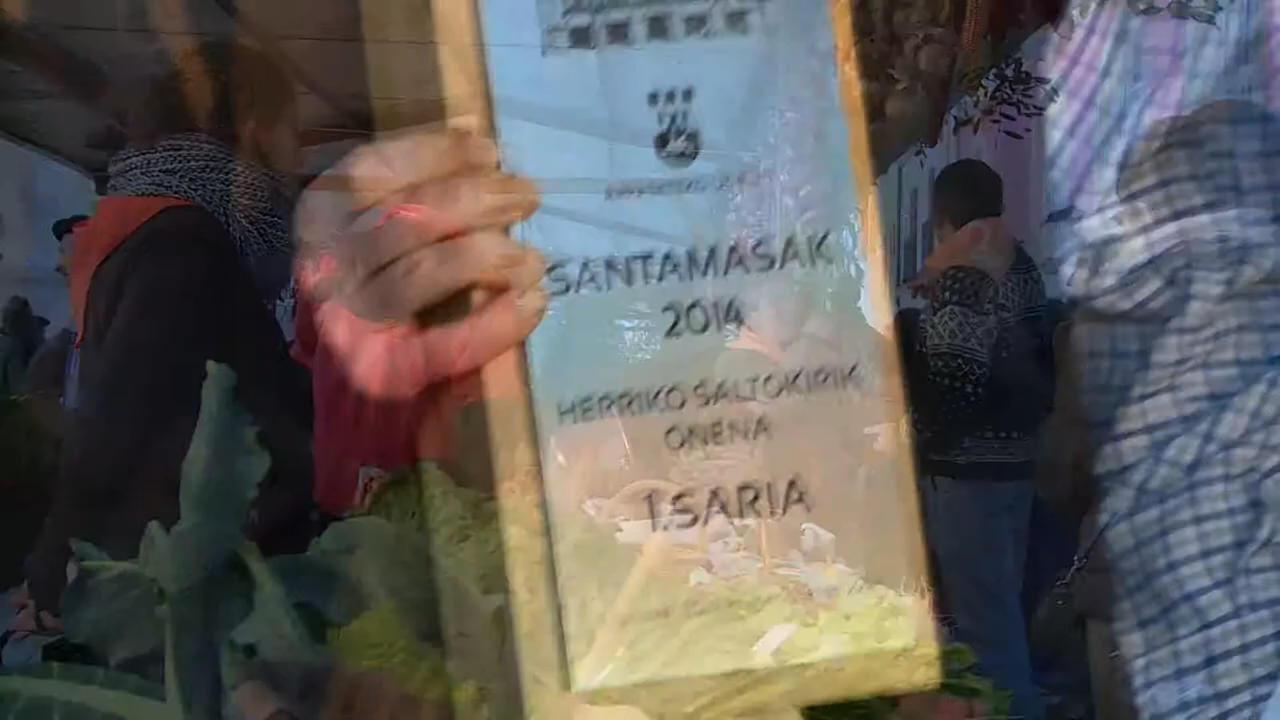 SANTAMASAK
2014
HERRIKO SALTOKIRIK
ONENA
1.SARIA